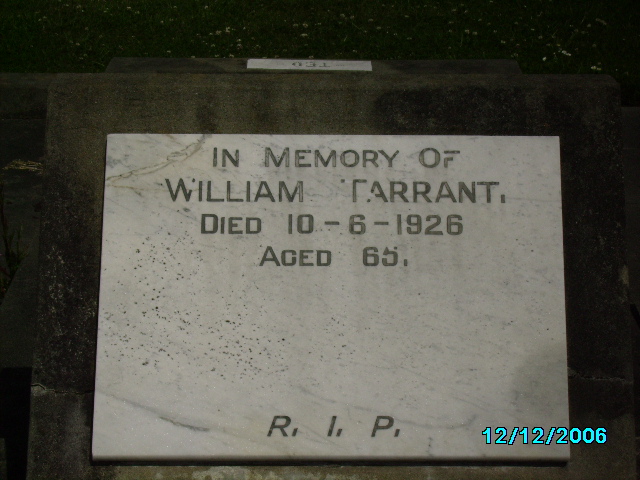 IN MEMORY OF
WILLIAM TARRANT.
DIED 10-6-1926
AGED 65.
R. I. P.
12/12/2006